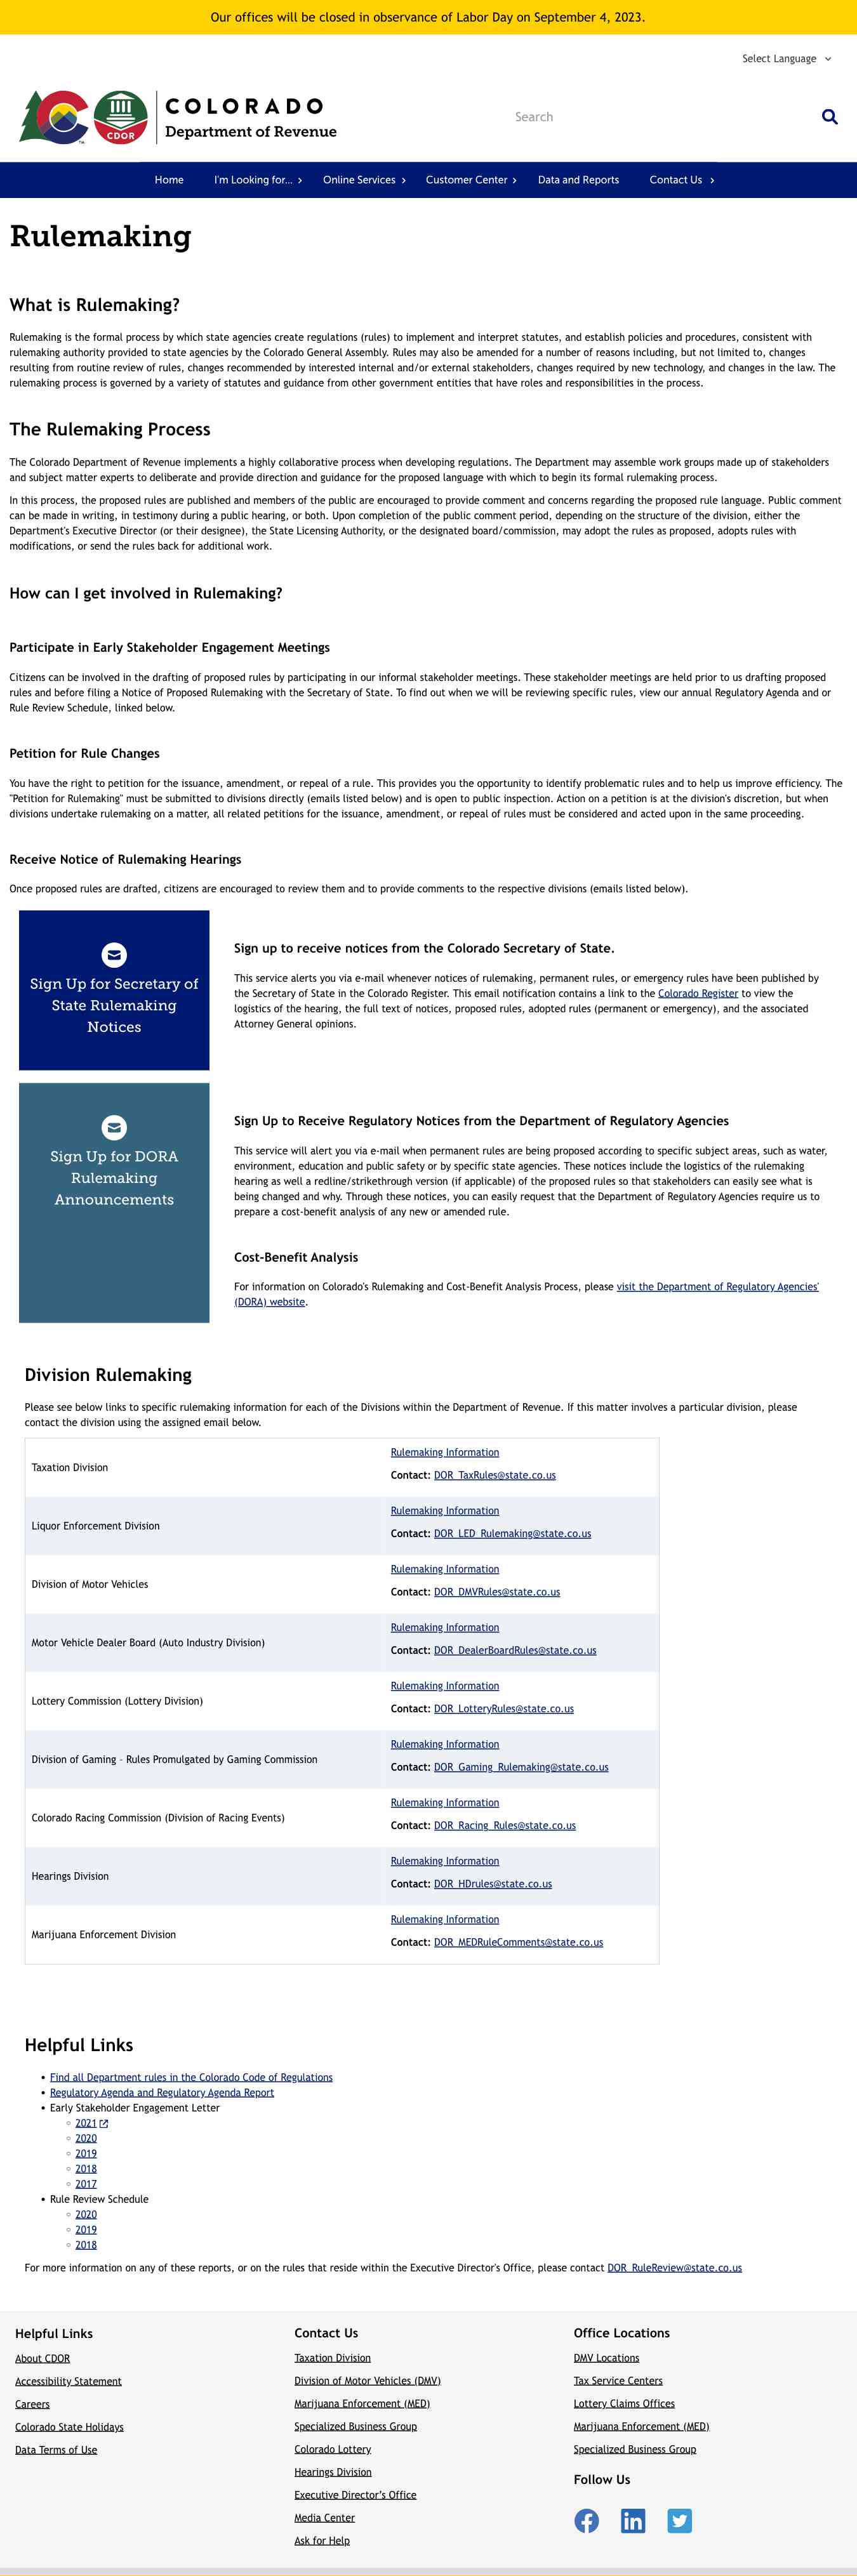 Our offices will be closed in observance of Labor Day on September 4, 2023.
Select Language
CDOR
COLORADO
Department of Revenue
TM
Search
Home I'm Looking for... Online Services Customer Center Data and Reports Contact Us
Rulemaking
What is Rulemaking?
Rulemaking is the formal process by which state agencies create regulations (rules) to implement and interpret statutes, and establish policies and procedures, consistent with
rulemaking authority provided to state agencies by the Colorado General Assembly. Rules may also be amended for a number of reasons including, but not limited to, changes
resulting from routine review of rules, changes recommended by interested internal and/or external stakeholders, changes required by new technology, and changes in the law. The
rulemaking process is governed by a variety of statutes and guidance from other government entities that have roles and responsibilities in the process.
The Rulemaking Process
The Colorado Department of Revenue implements a highly collaborative process when developing regulations. The Department may assemble work groups made up of stakeholders
and subject matter experts to deliberate and provide direction and guidance for the proposed language with which to begin its formal rulemaking process.
In this process, the proposed rules are published and members of the public are encouraged to provide comment and concerns regarding the proposed rule language. Public comment
can be made in writing, in testimony during a public hearing, or both. Upon completion of the public comment period, depending on the structure of the division, either the
Department's Executive Director (or their designee), the State Licensing Authority, or the designated board/commission, may adopt the rules as proposed, adopts rules with
modifications, or send the rules back for additional work.
How can I get involved in Rulemaking?
Participate in Early Stakeholder Engagement Meetings
Citizens can be involved in the drafting of proposed rules by participating in our informal stakeholder meetings. These stakeholder meetings are held prior to us drafting proposed
rules and before filing a Notice of Proposed Rulemaking with the Secretary of State. To find out when we will be reviewing specific rules, view our annual Regulatory Agenda and or
Rule Review Schedule, linked below.
Petition for Rule Changes
You have the right to petition for the issuance, amendment, or repeal of a rule. This provides you the opportunity to identify problematic rules and to help us improve efficiency. The
"Petition for Rulemaking" must be submitted to divisions directly (emails listed below) and is open to public inspection. Action on a petition is at the division's discretion, but when
divisions undertake rulemaking on a matter, all related petitions for the issuance, amendment, or repeal of rules must be considered and acted upon in the same proceeding.
Receive Notice of Rulemaking Hearings
Once proposed rules are drafted, citizens are encouraged to review them and to provide comments to the respective divisions (emails listed below).
Sign Up for Secretary of
State Rulemaking
Notices
Sign up to receive notices from the Colorado Secretary of State.
This service alerts you via e-mail whenever notices of rulemaking, permanent rules, or emergency rules have been published by
the Secretary of State in the Colorado Register. This email notification contains a link to the Colorado Register to view the
logistics of the hearing, the full text of notices, proposed rules, adopted rules (permanent or emergency), and the associated
Attorney General opinions.
Sign Up for DORA
Rulemaking
Announcements
Sign Up to Receive Regulatory Notices from the Department of Regulatory Agencies
This service will alert you via e-mail when permanent rules are being proposed according to specific subject areas, such as water,
environment, education and public safety or by specific state agencies. These notices include the logistics of the rulemaking
hearing as well a redline/strikethrough version (if applicable) of the proposed rules so that stakeholders can easily see what is
being changed and why. Through these notices, you can easily request that the Department of Regulatory Agencies require us to
prepare a cost-benefit analysis of any new or amended rule.
Cost-Benefit Analysis
For information on Colorado's Rulemaking and Cost-Benefit Analysis Process, please visit the Department of Regulatory Agencies'
(DORA) website.
Division Rulemaking
Please see below links to specific rulemaking information for each of the Divisions within the Department of Revenue. If this matter involves a particular division, please
contact the division using the assigned email below.
Taxation Division
Rulemaking Information
Contact: DOR_TaxRules@state.co.us
Liquor Enforcement Division
Rulemaking Information
Contact: DOR_LED_Rulemaking@state.co.us
Division of Motor Vehicles
Rulemaking Information
Contact: DOR_DMVRules@state.co.us
Motor Vehicle Dealer Board (Auto Industry Division)
Rulemaking Information
Contact: DOR_DealerBoardRules@state.co.us
Lottery Commission (Lottery Division)
Rulemaking Information
Contact: DOR_LotteryRules@state.co.us
Division of Gaming - Rules Promulgated by Gaming Commission
Rulemaking Information
Contact: DOR_Gaming_Rulemaking@state.co.us
Colorado Racing Commission (Division of Racing Events)
Rulemaking Information
Contact: DOR_Racing_Rules@state.co.us
Hearings Division
Rulemaking Information
Contact: DOR_HDrules@state.co.us
Marijuana Enforcement Division
Rulemaking Information
Contact: DOR_MEDRuleComments@state.co.us
Helpful Links
• Find all Department rules in the Colorado Code of Regulations
• Regulatory Agenda and Regulatory Agenda Report
• Early Stakeholder Engagement Letter
◦ 2021
◦ 2020
◦ 2019
◦ 2018
◦ 2017
• Rule Review Schedule
◦ 2020
◦ 2019
◦ 2018
For more information on any of these reports, or on the rules that reside within the Executive Director's Office, please contact DOR_RuleReview@state.co.us
Helpful Links
About CDOR
Accessibility Statement
Careers
Colorado State Holidays
Data Terms of Use
Contact Us
Taxation Division
Division of Motor Vehicles (DMV)
Marijuana Enforcement (MED)
Specialized Business Group
Colorado Lottery
Hearings Division
Executive Director's Office
Media Center
Ask for Help
Office Locations
DMV Locations
Tax Service Centers
Lottery Claims Offices
Marijuana Enforcement (MED)
Specialized Business Group
Follow Us